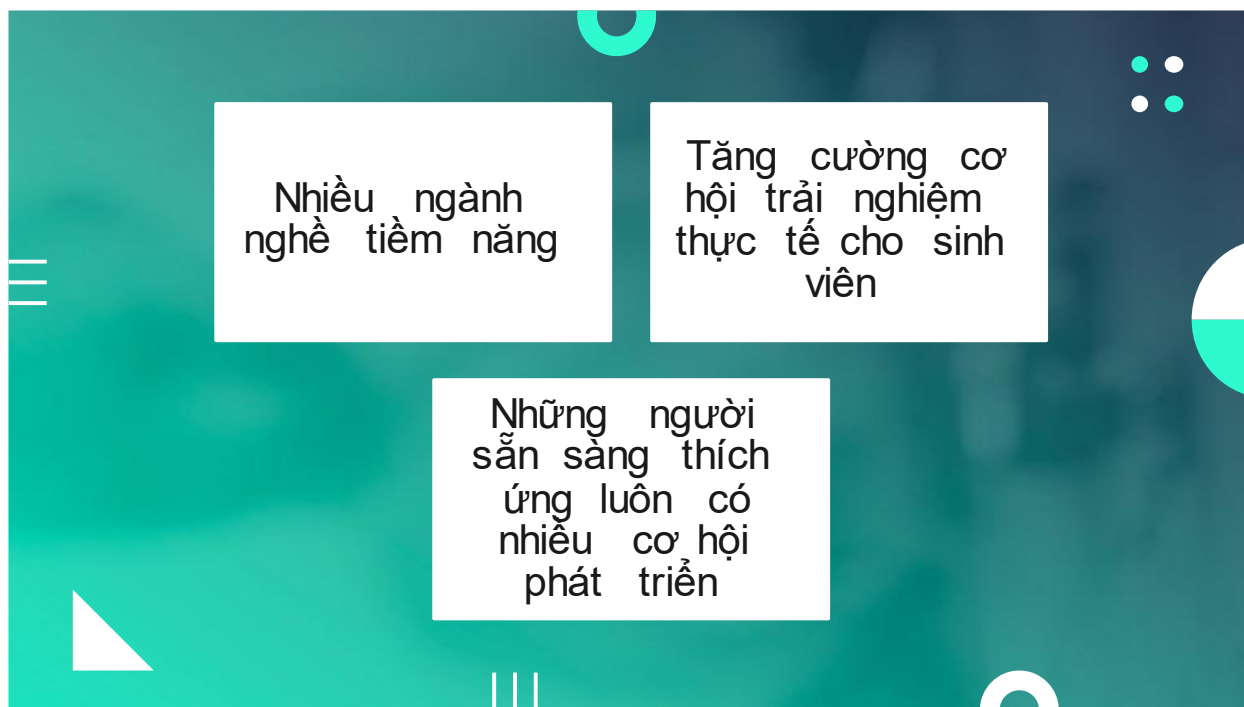 Nhiều ngành
nghề tiềm năng
Tăng cường cơ
hội trải nghiệm
thực tế cho sinh
viên
Những người
sẵn sàng thích
ứng luôn có
nhiều cơ hội
phát triển